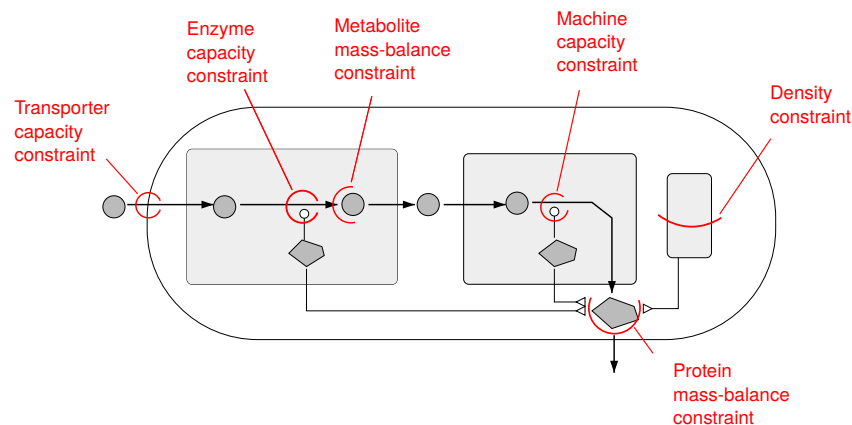 Enzyme
capacity
constraint
Metabolite
mass-balance
constraint
Machine
capacity
constraint
Density
constraint
Transporter
capacity
constraint
Protein
mass-balance
constraint